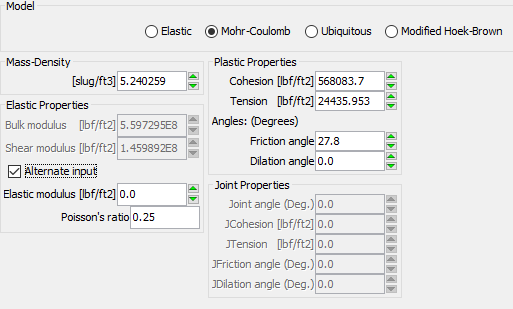 Model
Elastic Mohr-Coulomb Ubiquitous Modified Hoek-Brown
Mass-Density
[slug/ft3] 5.240259
Elastic Properties
Bulk modulus [lbf/ft2] 5.597295E8
Shear modulus [lbf/ft2] 1.459892E8
Alternate input
Elastic modulus [lbf/ft2] 0.0
Poisson's ratio 0.25
Plastic Properties
Cohesion [lbf/ft2] 568083.7
Tension [lbf/ft2] 24435.953
Angles: (Degrees)
Friction angle 27.8
Dilation angle 0.0
Joint Properties
Joint angle (Deg.) 0.0
JCohesion [lbf/ft2] 0.0
JTension [lbf/ft2] 0.0
JFriction angle (Deg.) 0.0
JDilation angle (Deg.) 0.0